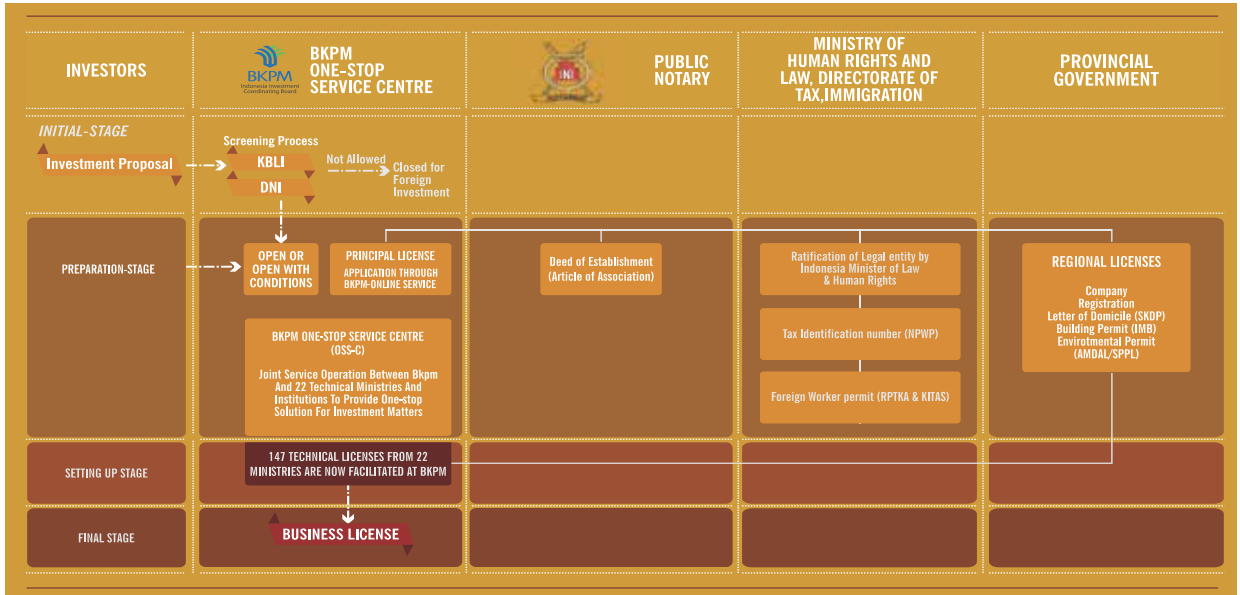 INVESTORS
BKPM
Indonesia Investment
Coordinating Board
BKPM
ONE-STOP
SERVICE CENTRE
INI
PUBLIC
NOTARY
MINISTRY OF
HUMAN RIGHTS AND
LAW, DIRECTORATE OF
TAX,IMMIGRATION
PROVINCIAL
GOVERNMENT
INITIAL-STAGE
Investment Proposal
Screening Process
KBLI
DNI
Not Allowed
Closed for
Foreign
Investment
PREPARATION-STAGE
OPEN OR
OPEN WITH
CONDITIONS
PRINCIPAL LICENSE
APPLICATION THROUGH
BKPM-ONLINE SERVICE
Deed of Establishment
(Article of Association)
Ratification of Legal entity by
Indonesia Minister of Law
& Human Rights
REGIONAL LICENSES
Company
Registration
Letter of Domicile (SKDP)
Building Permit (IMB)
Envirotmental Permit
(AMDAL/SPPL)
BKPM ONE-STOP SERVICE CENTRE
(OSS-C)
Joint Service Operation Between Bkpm
And 22 Technical Ministries And
Institutions To Provide One-stop
Solution For Investment Matters
Tax Identification number (NPWP)
Foreign Worker permit (RPTKA & KITAS)
SETTING UP STAGE
147 TECHNICAL LICENSES FROM 22
MINISTRIES ARE NOW FACILITATED AT BKPM
FINAL STAGE
BUSINESS LICENSE